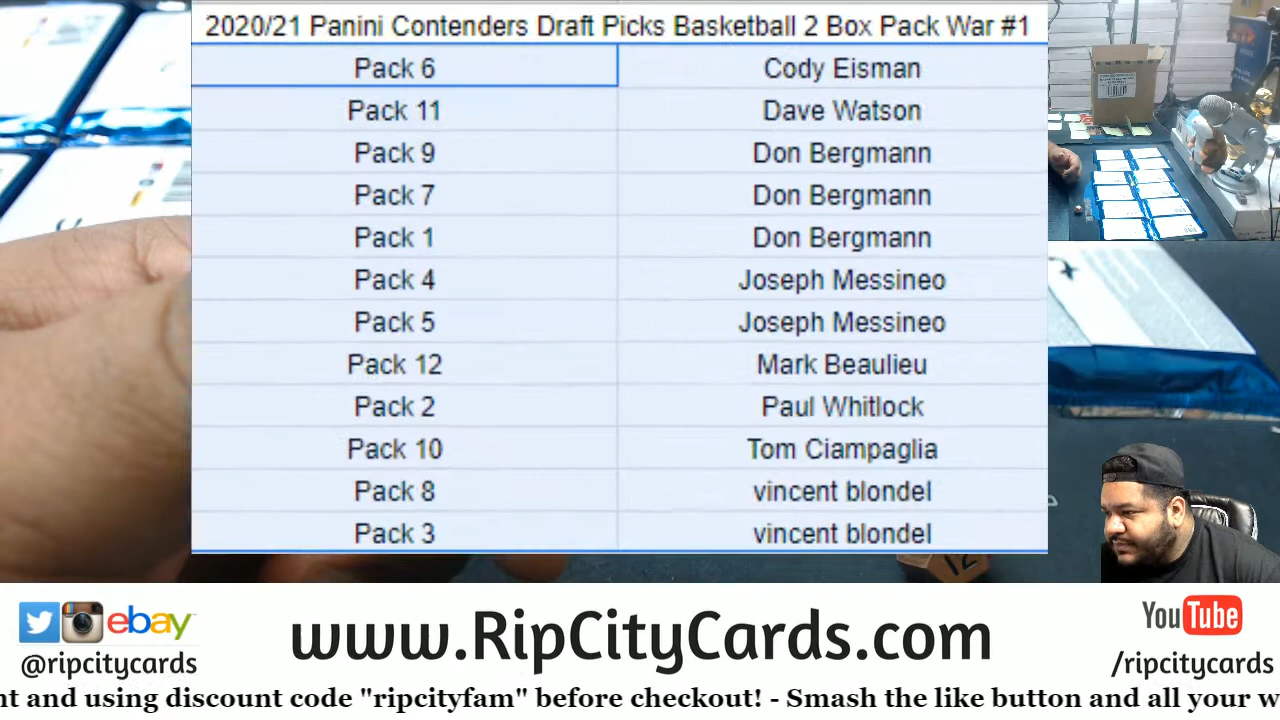 2020/21 Panini Contenders Draft Picks Basketball 2 Box Pack War #1
Pack 6 Cody Eisman
Pack 11 Dave Watson
Pack 9 Don Bergmann
Pack 7 Don Bergmann
Pack 1 Don Bergmann
Pack 4 Joseph Messineo
Pack 5 Joseph Messineo
Pack 12 Mark Beaulieu
Pack 2 Paul Whitlock
Pack 10 Tom Ciampaglia
Pack 8 vincent blondel
Pack 3 vincent blondel
12
ebay
@ripcitycards
www.RipCityCards.com
YouTube
/ripcitycards
nt and using discount code "ripcityfam" before checkout! - Smash the like button and all your w